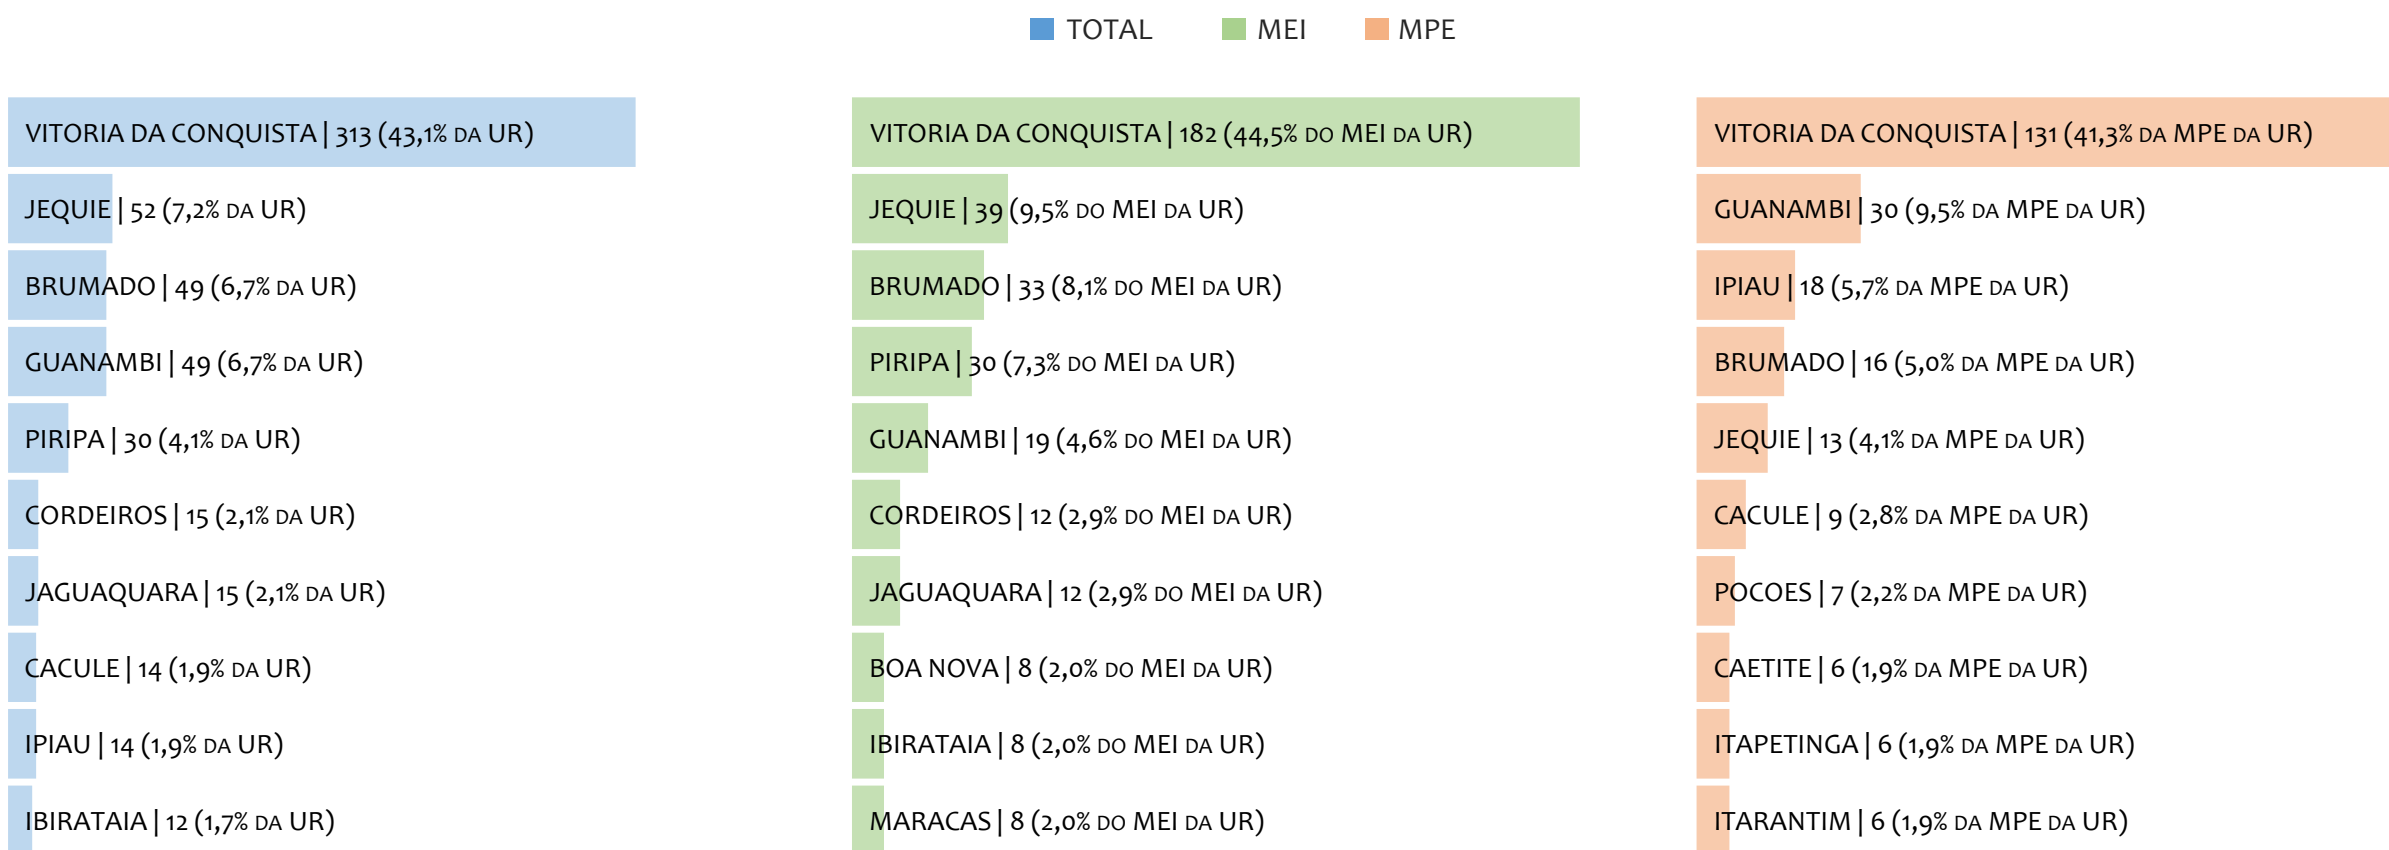 TOTAL MEI MPE
VITORIA DA CONQUISTA | 313 (43,1% DA UR)
JEQUIE | 52 (7,2% DA UR)
BRUMADO | 49 (6,7% DA UR)
GUANAMBI | 49 (6,7% DA UR)
PIRIPA | 30 (4,1% DA UR)
CORDEIROS | 15 (2,1% DA UR)
JAGUAQUARA | 15 (2,1% DA UR)
CACULE | 14 (1,9% DA UR)
IPIAU | 14 (1,9% DA UR)
IBIRATAIA | 12 (1,7% DA UR)
VITORIA DA CONQUISTA | 182 (44,5% DO MEI DA UR)
JEQUIE | 39 (9,5% DO MEI DA UR)
BRUMADO | 33 (8,1% DO MEI DA UR)
PIRIPA | 30 (7,3% DO MEI DA UR)
GUANAMBI | 19 (4,6% DO MEI DA UR)
CORDEIROS | 12 (2,9% DO MEI DA UR)
JAGUAQUARA | 12 (2,9% DO MEI DA UR)
BOA NOVA | 8 (2,0% DO MEI DA UR)
IBIRATAIA | 8 (2,0% DO MEI DA UR)
MARACAS | 8 (2,0% DO MEI DA UR)
VITORIA DA CONQUISTA | 131 (41,3% DA MPE DA UR)
GUANAMBI | 30 (9,5% DA MPE DA UR)
IPIAU | 18 (5,7% DA MPE DA UR)
BRUMADO | 16 (5,0% DA MPE DA UR)
JEQUIE | 13 (4,1% DA MPE DA UR)
CACULE | 9 (2,8% DA MPE DA UR)
POCOES | 7 (2,2% DA MPE DA UR)
CAETITE | 6 (1,9% DA MPE DA UR)
ITAPETINGA | 6 (1,9% DA MPE DA UR)
ITARANTIM | 6 (1,9% DA MPE DA UR)